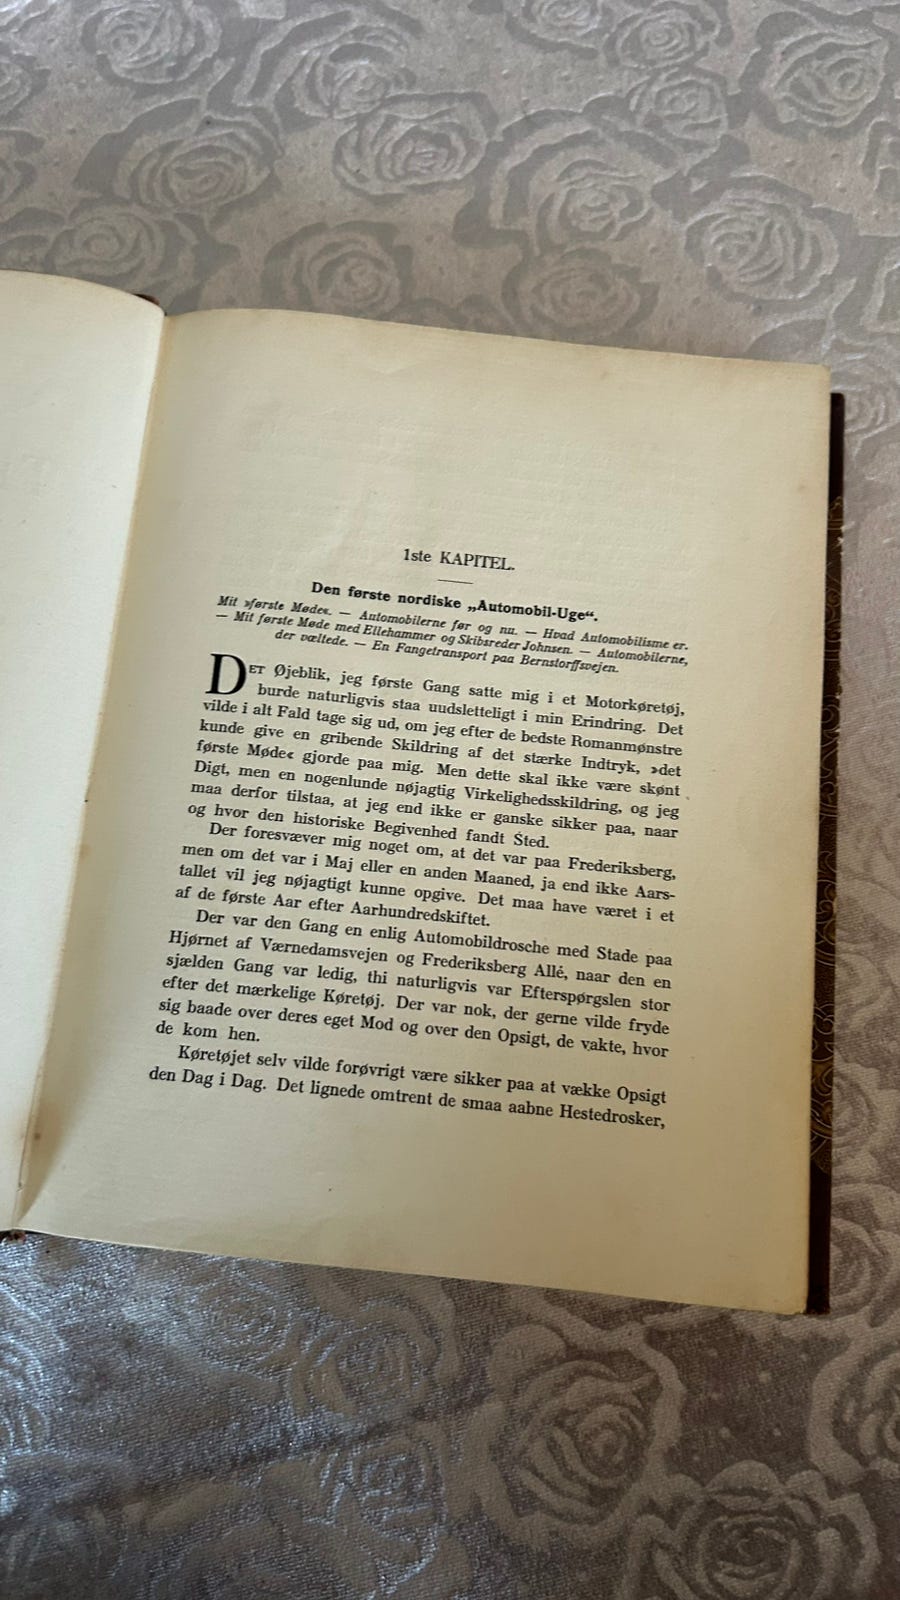 1ste KAPITEL.
Den første nordiske „Automobil-Uge“.
Mit »første Møde«. — Automobilerne før og nu. — Hvad Automobilisme er.
— Mit første Møde med Ellehammer og Skibsreder Johnsen. — Automobilerne,
der væltede. — En Fangetransport paa Bernstorffsvejen.
DET Øjeblik, jeg første Gang satte mig i et Motorkøretøj,
burde naturligvis staa uudsletteligt i min Erindring. Det
vilde i alt Fald tage sig ud, om jeg efter de bedste Romanmønstre
kunde give en gribende Skildring af det stærke Indtryk, »det
første Møde« gjorde paa mig. Men dette skal ikke være skønt
Digt, men en nogenlunde nøjagtig Virkelighedsskildring, og jeg
maa derfor tilstaa, at jeg end ikke er ganske sikker paa, naar
og hvor den historiske Begivenhed fandt Sted.
Der foresvæver mig noget om, at det var paa Frederiksberg,
men om det var i Maj eller en anden Maaned, ja end ikke Aars-
tallet vil jeg nøjagtigt kunne opgive. Det maa have været i et
af de første Aar efter Aarhundredskiftet.
Der var den Gang en enlig Automobildrosche med Stade paa
Hjørnet af Værnedamsvejen og Frederiksberg Allé, naar den en
sjælden Gang var ledig, thi naturligvis var Efterspørgslen stor
efter det mærkelige Køretøj. Der var nok, der gerne vilde fryde
sig baade over deres eget Mod og over den Opsigt, de vakte, hvor
de kom hen.
Køretøjet selv vilde forøvrigt være sikker paa at vække Opsigt
den Dag i Dag. Det lignede omtrent de smaa aabne Hestedrosker,